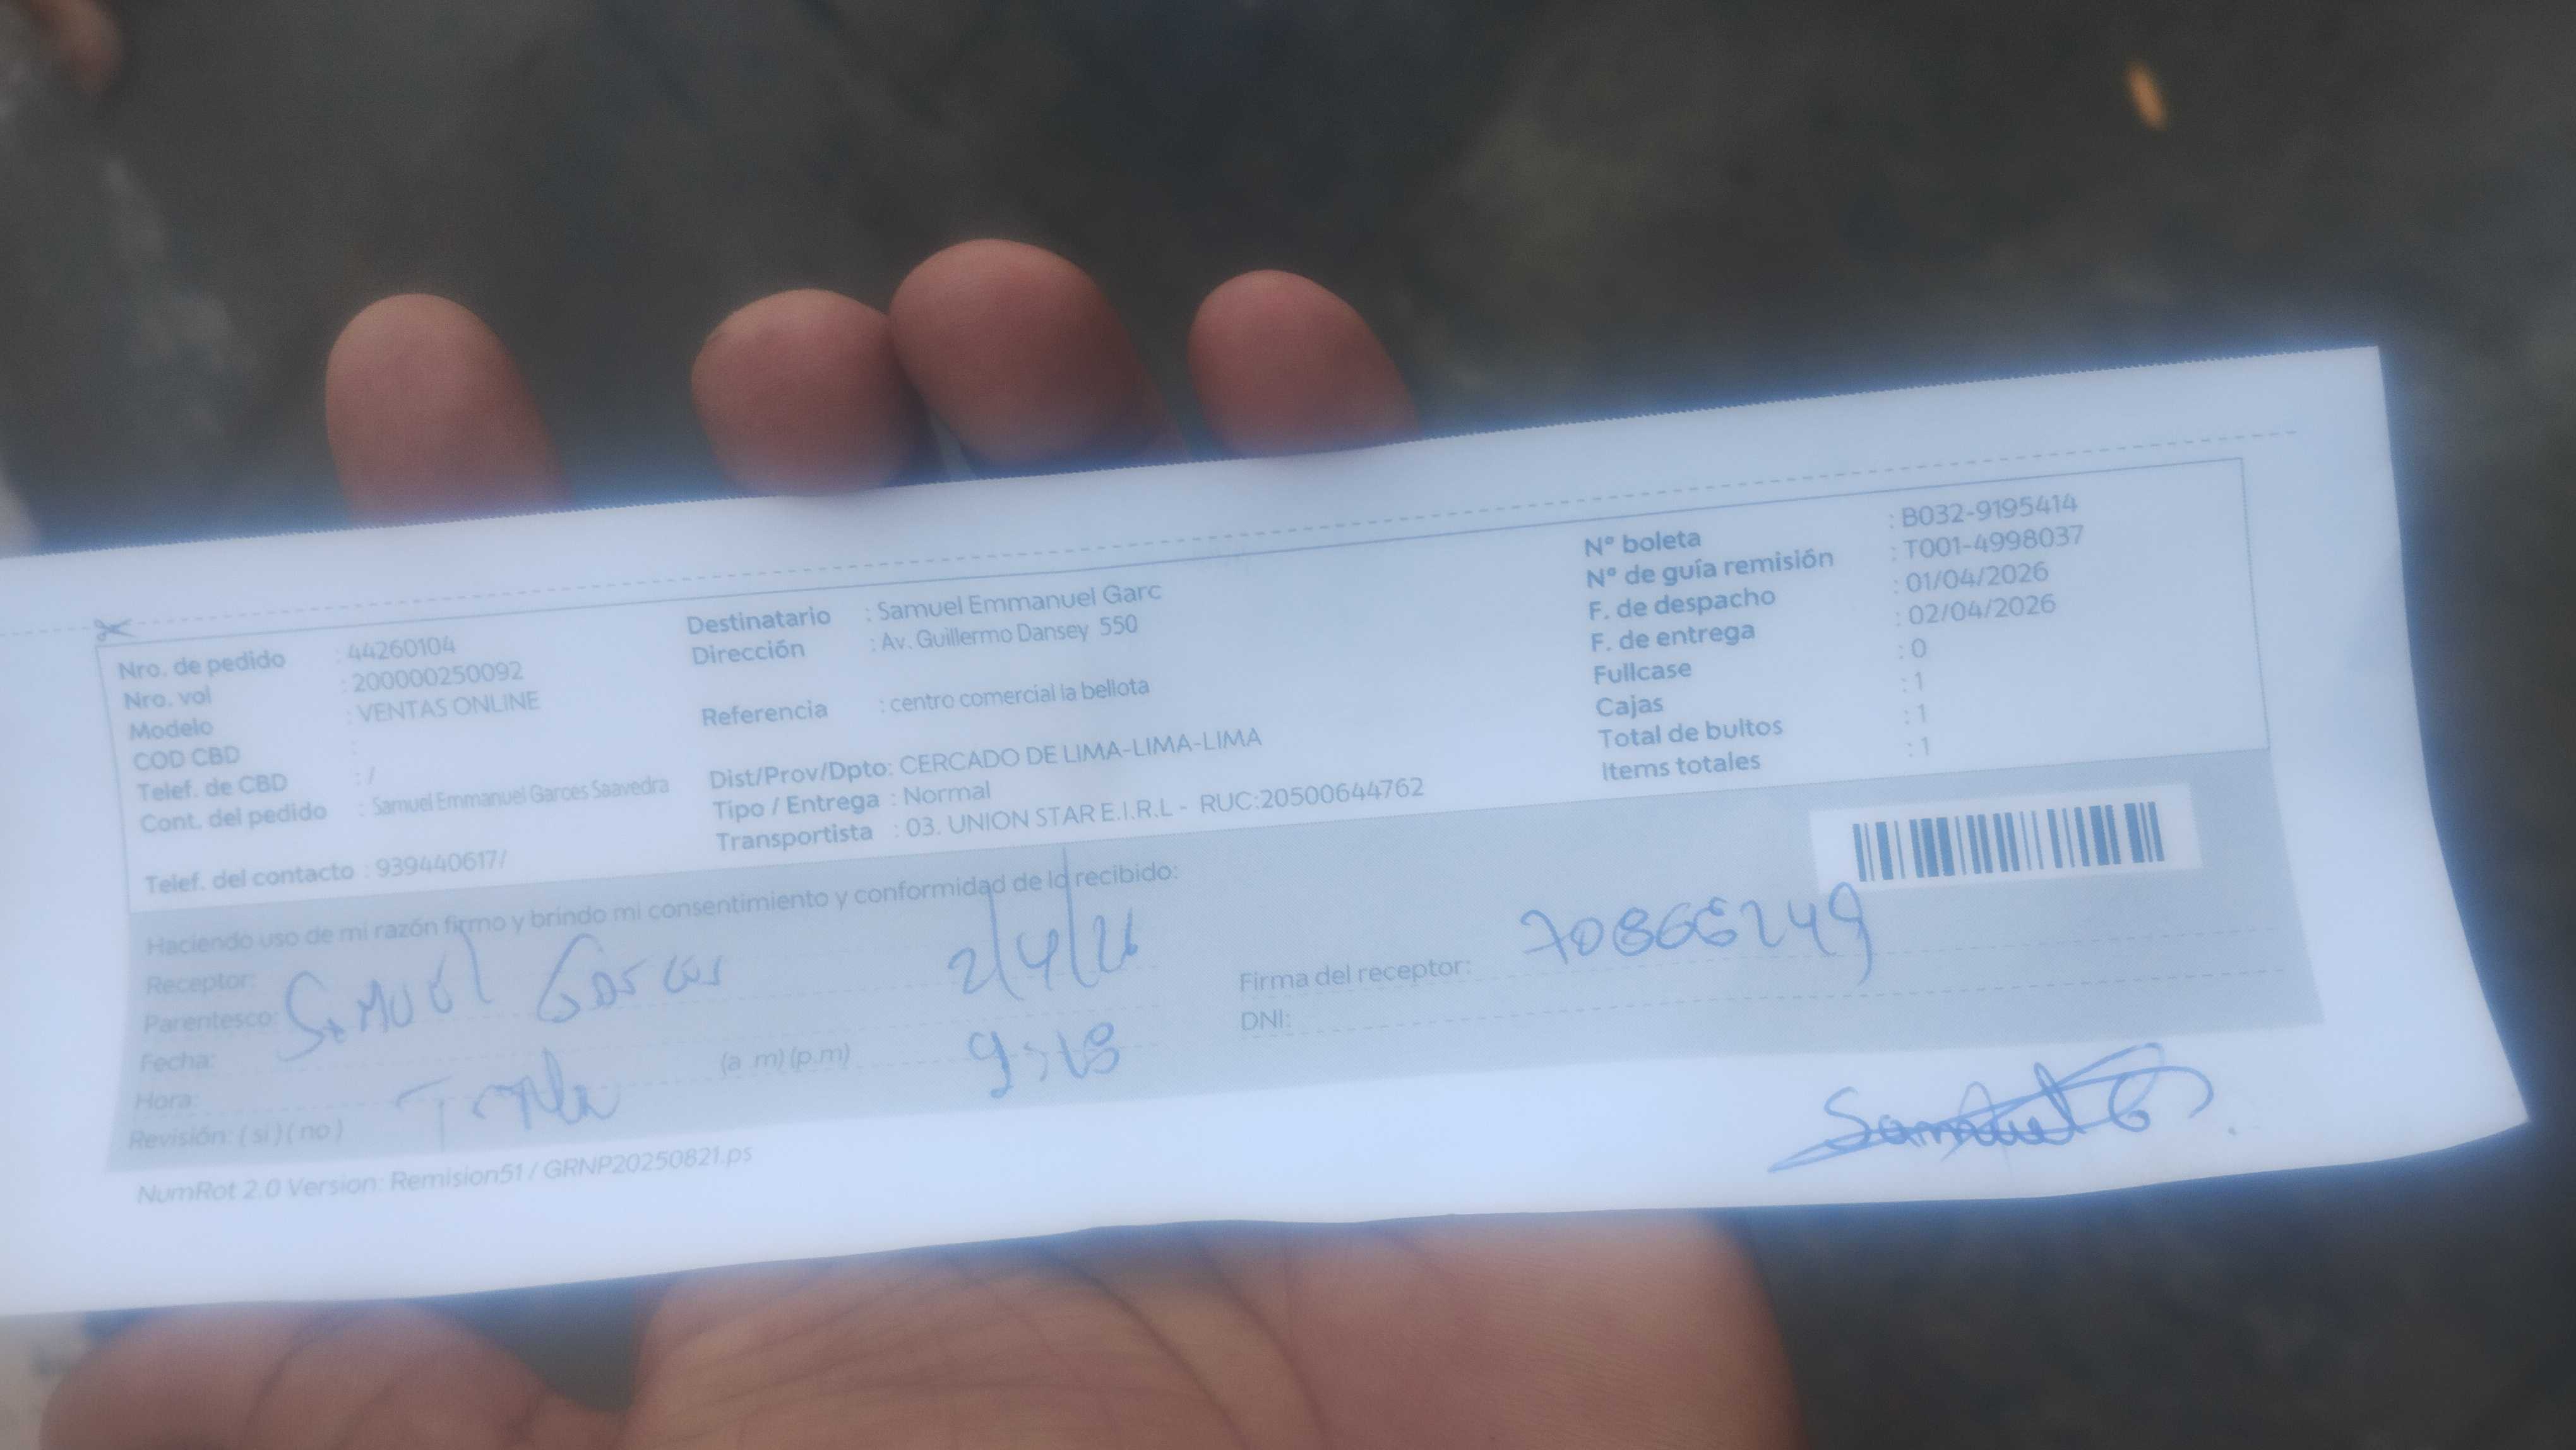 Nro. de pedido : 44260104
Nro. vol : 200000250092
Modelo : VENTAS ONLINE
COD CBD :
Telef. de CBD : /
Cont. del pedido : Samuel Emmanuel Garces Saavedra
Telef. del contacto : 939440617/
Destinatario : Samuel Emmanuel Garc
Dirección : Av. Guillermo Dansey 550
Referencia : centro comercial la bellota
Dist/Prov/Dpto: CERCADO DE LIMA-LIMA-LIMA
Tipo / Entrega : Normal
Transportista : 03. UNION STAR E.I.R.L - RUC:20500644762
Nº boleta : B032-9195414
Nº de guía remisión : T001-4998037
F. de despacho : 01/04/2026
F. de entrega : 02/04/2026
Fullcase : 0
Cajas : 1
Total de bultos : 1
Items totales : 1
Haciendo uso de mi razón firmo y brindo mi consentimiento y conformidad de lo recibido:
Receptor:
Parentesco:
Samuel Garces
2/4/26
Fecha:
Hora: (a m) (p.m)
9:18
Revisión: ( si ) ( no )
Firma del receptor:
70866249
DNI:
Samuel G
NumRot 2.0 Version: Remision51 / GRNP20250821.ps